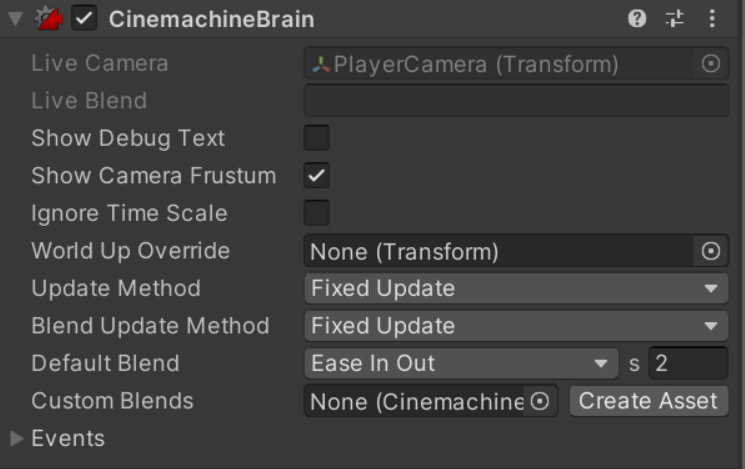 CinemachineBrain
Live Camera PlayerCamera (Transform)
Live Blend
Show Debug Text
Show Camera Frustum
Ignore Time Scale
World Up Override None (Transform)
Update Method Fixed Update
Blend Update Method Fixed Update
Default Blend Ease In Out s 2
Custom Blends None (Cinemachine Create Asset
Events